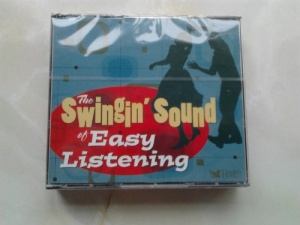 The
Swingin' Sound
of Easy
Listening